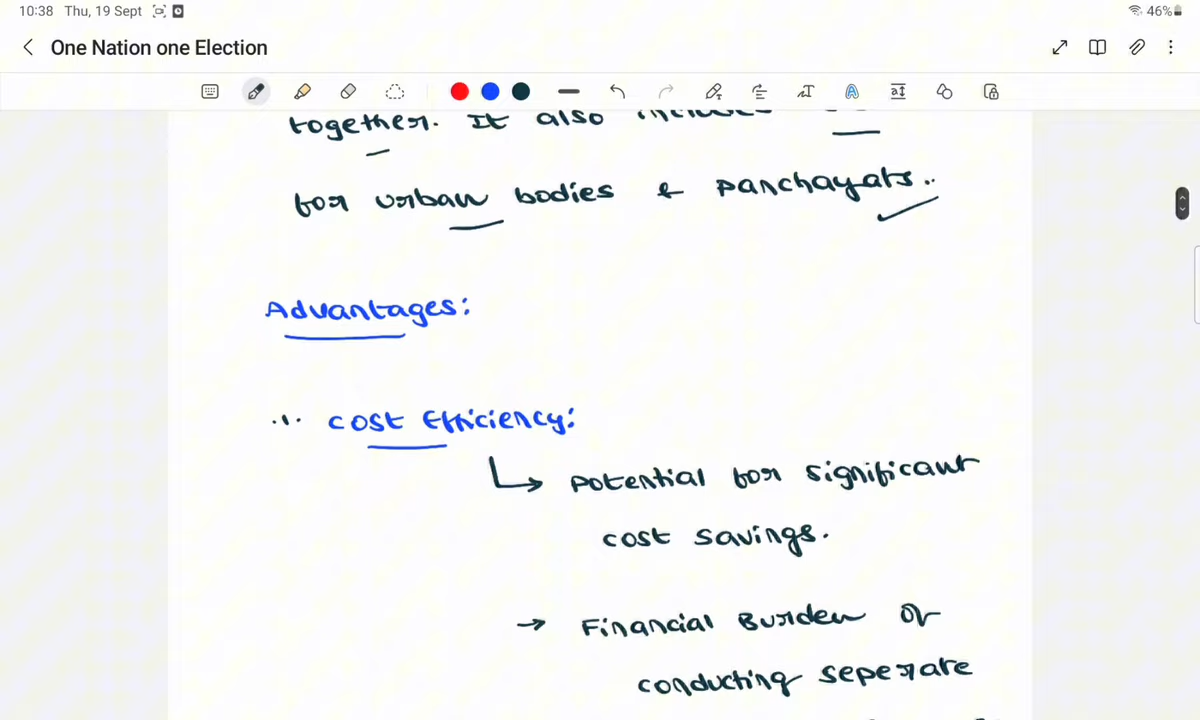 10:38 Thu, 19 Sept
46%
One Nation one Election
together. It also
for urban bodies & panchayats..
Advantages:
1. Cost Efficiency:
↳ potential for significant
cost savings.
→ Financial Burden of
conducting seperate